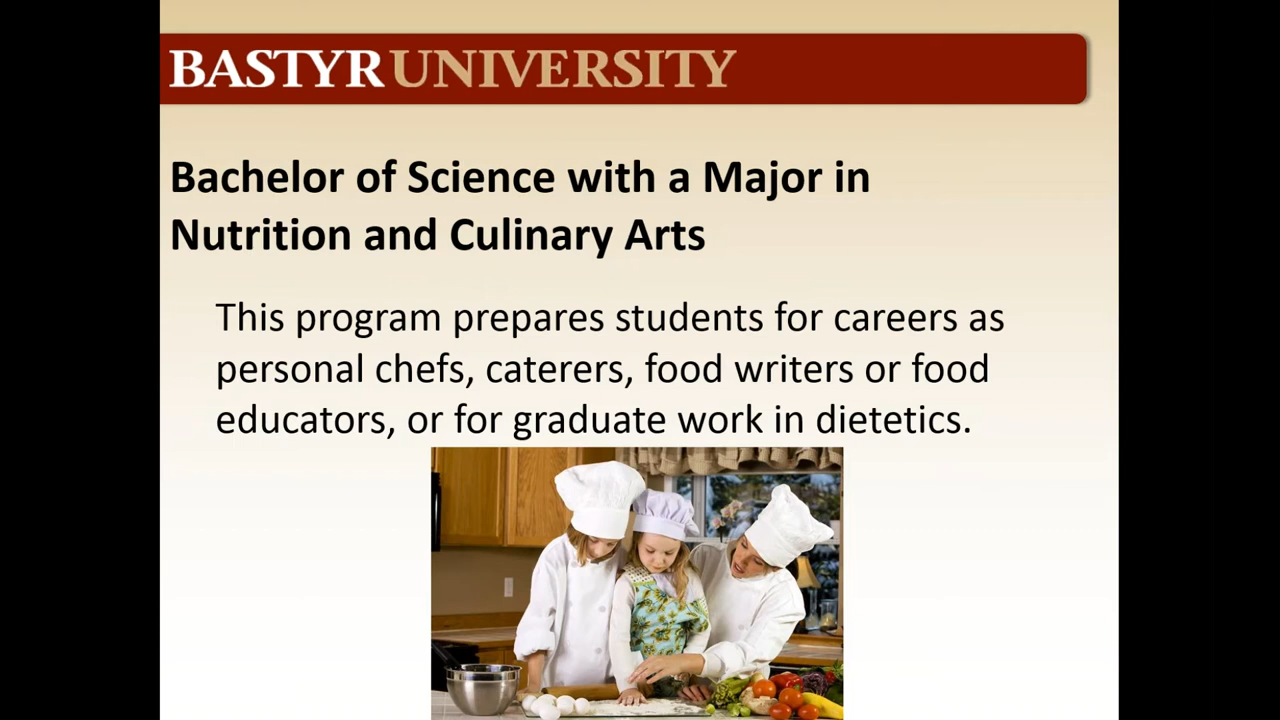 BASTYR UNIVERSITY
Bachelor of Science with a Major in
Nutrition and Culinary Arts
This program prepares students for careers as
personal chefs, caterers, food writers or food
educators, or for graduate work in dietetics.